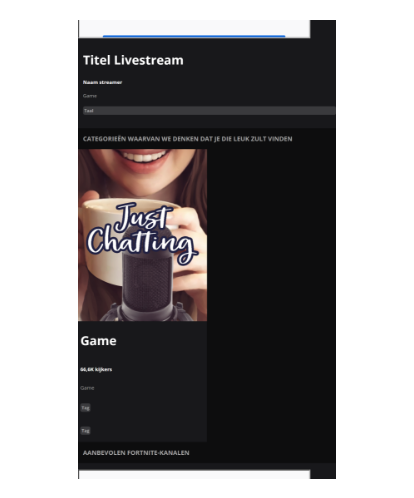 Titel Livestream
Naam streamer
Game
Taal
CATEGORIEËN WAARVAN WE DENKEN DAT JE DIE LEUK ZULT VINDEN
Just
Chatting
Game
66,6K kijkers
Game
Tag
Tag
AANBEVOLEN FORTNITE-KANALEN